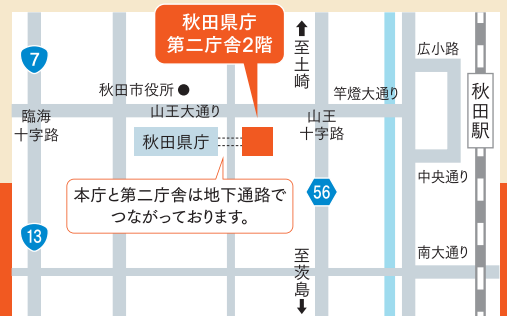 秋田県庁
第二庁舎2階
至土崎
広小路
7
秋田市役所
竿燈大通り
秋田駅
臨海
十字路
山王大通り
山王
十字路
秋田県庁
中央通り
本庁と第二庁舎は地下通路で
つながっております。
56
13
至茨島
南大通り